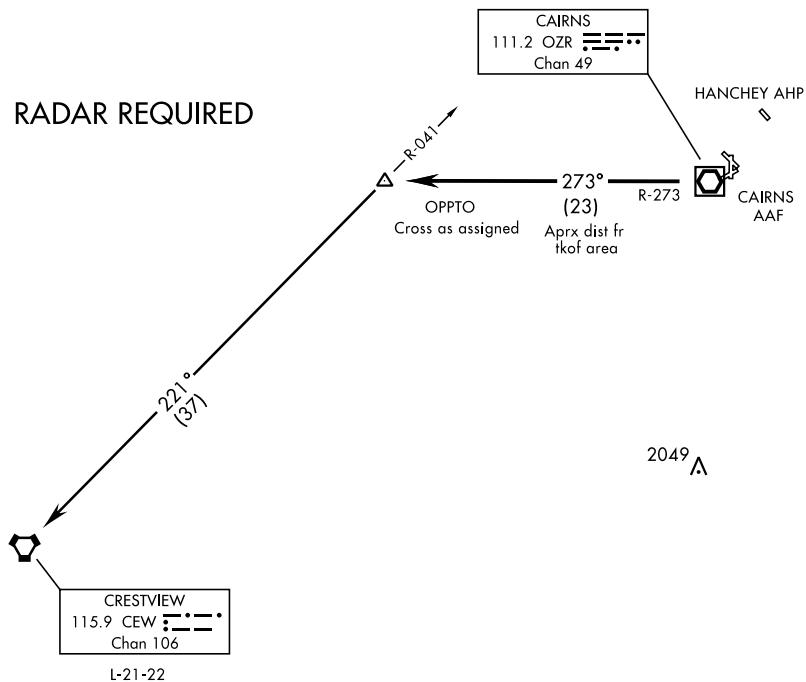 CAIRNS
111.2 OZR
Chan 49
HANCHEY AHP
RADAR REQUIRED
R-041
273°
R-273
(23)
OPPTO
Cross as assigned
Aprx dist fr
tkof area
CAIRNS
AAF
221°
(37)
2049
CRESTVIEW
115.9 CEW
Chan 106
L-21-22